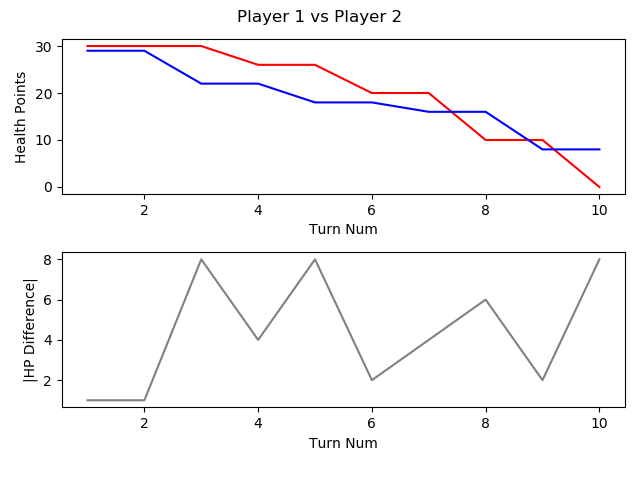 Player 1 vs Player 2
30
20
10
0
Health Points
2 4 6 8 10
Turn Num
8
6
4
2
|HP Difference|
2 4 6 8 10
Turn Num